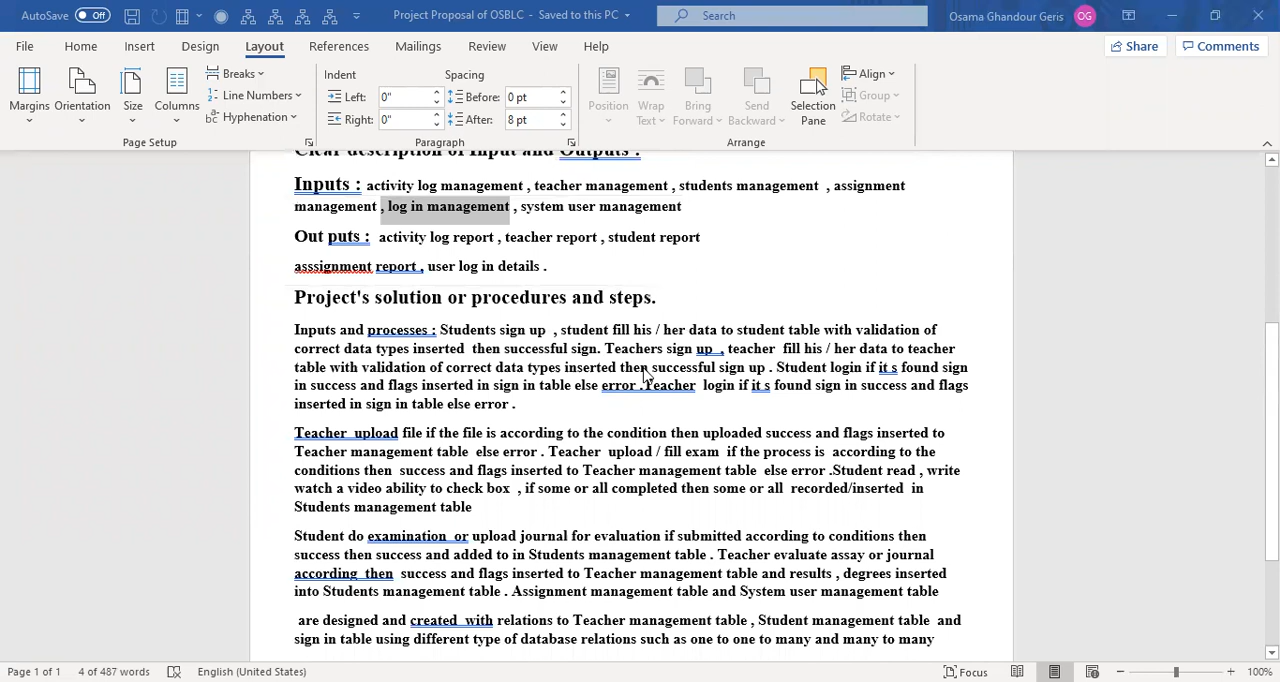 AutoSave Off Project Proposal of OSBLC - Saved to this PC Search Osama Ghandour Geris OG
File Home Insert Design Layout References Mailings Review View Help Share Comments
Margins Orientation Size Columns Breaks Line Numbers Hyphenation
Page Setup
Indent Spacing
Left: 0" Before: 0 pt
Right: 0" After: 8 pt
Paragraph
Position Wrap Text Bring Forward Send Backward Selection Pane Align Group Rotate
Arrange
Clear description of Input and Outputs :
Inputs : activity log management , teacher management , students management , assignment
management , log in management , system user management
Out puts : activity log report , teacher report , student report
asssignment report , user log in details .
Project's solution or procedures and steps.
Inputs and processes : Students sign up , student fill his / her data to student table with validation of
correct data types inserted then successful sign. Teachers sign up , teacher fill his / her data to teacher
table with validation of correct data types inserted then successful sign up . Student login if it s found sign
in success and flags inserted in sign in table else error .Teacher login if it s found sign in success and flags
inserted in sign in table else error .
Teacher upload file if the file is according to the condition then uploaded success and flags inserted to
Teacher management table else error . Teacher upload / fill exam if the process is according to the
conditions then success and flags inserted to Teacher management table else error .Student read , write
watch a video ability to check box , if some or all completed then some or all recorded/inserted in
Students management table
Student do examination or upload journal for evaluation if submitted according to conditions then
success then success and added to in Students management table . Teacher evaluate assay or journal
according then success and flags inserted to Teacher management table and results , degrees inserted
into Students management table . Assignment management table and System user management table
are designed and created with relations to Teacher management table , Student management table and
sign in table using different type of database relations such as one to one to many and many to many
Page 1 of 1 4 of 487 words English (United States) Focus 100%